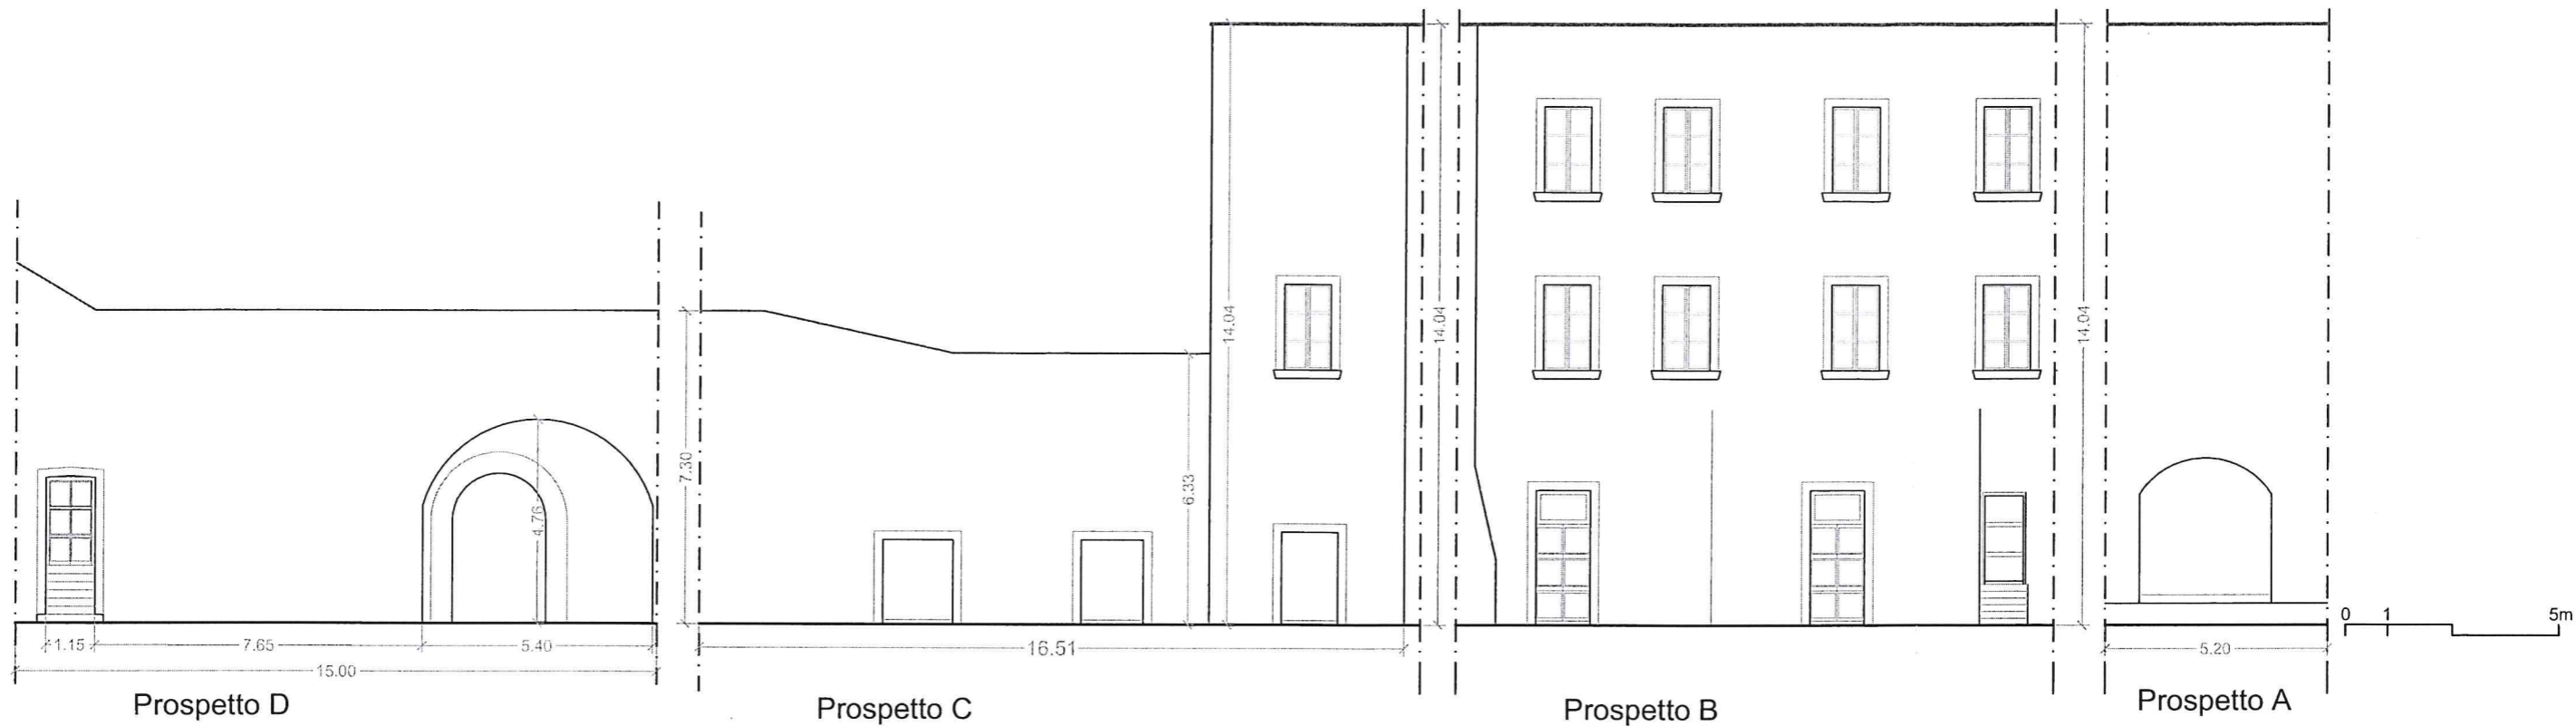 14.04
14.04
14.04
7.30
6.33
4.76
1.15
7.65
5.40
15.00
16.51
5.20
0 1 5m
Prospetto D
Prospetto C
Prospetto B
Prospetto A